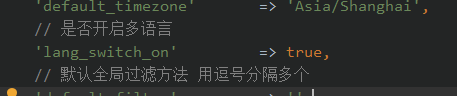 'default_timezone' => 'Asia/Shanghai',
// 是否开启多语言
'lang_switch_on' => true,
// 默认全局过滤方法 用逗号分隔多个